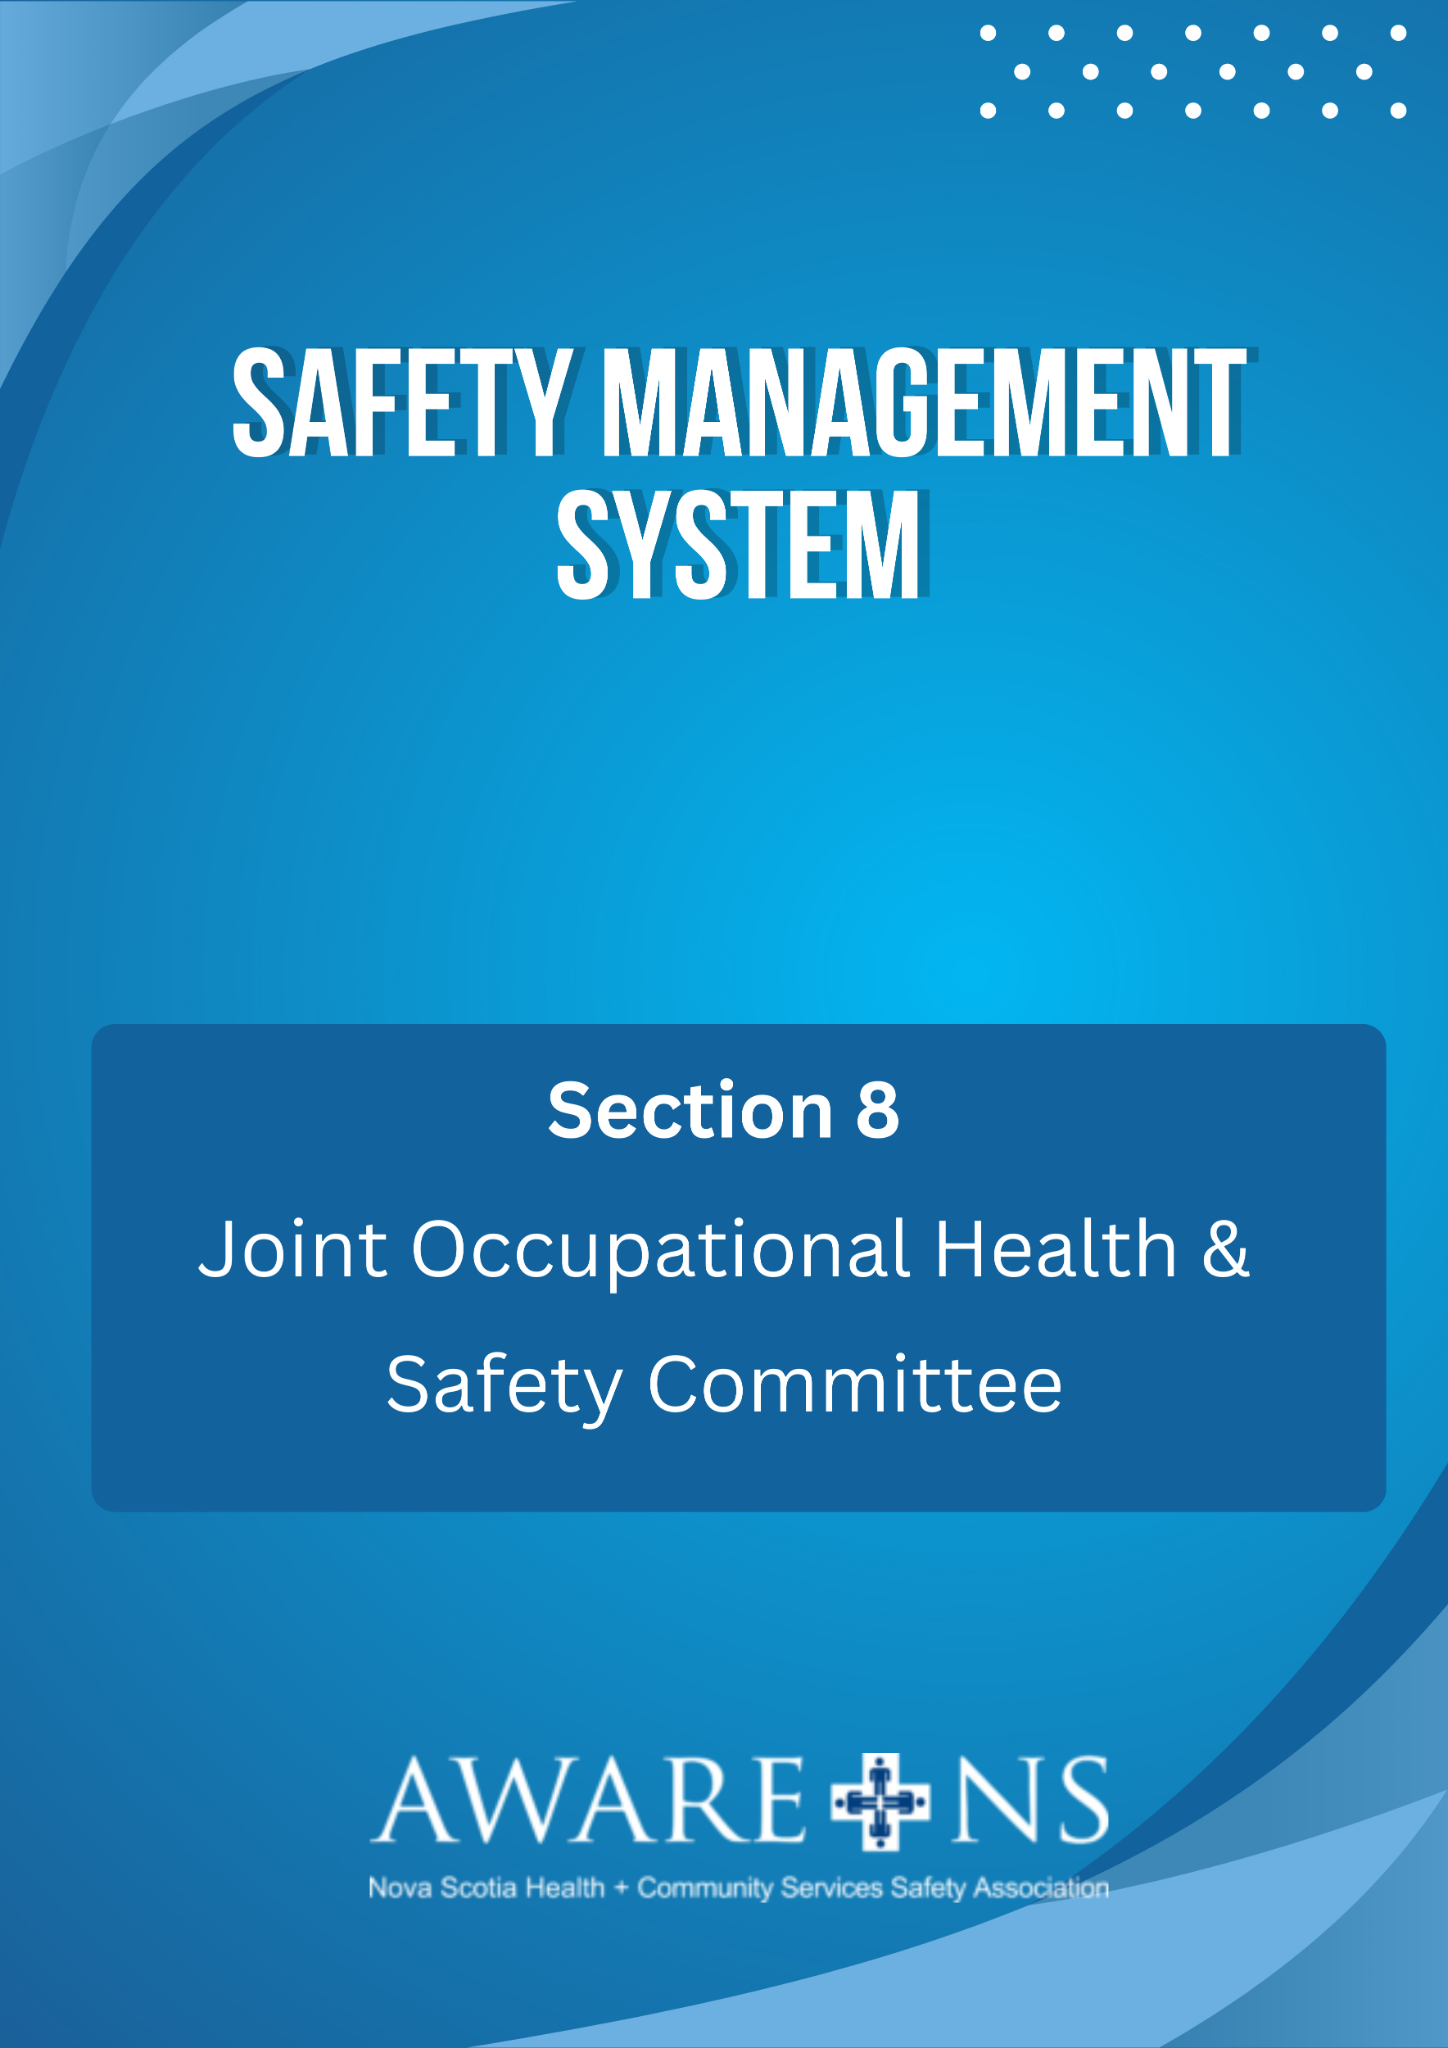 SAFETY MANAGEMENT
SYSTEM
Section 8
Joint Occupational Health &
Safety Committee
AWARE NS
Nova Scotia Health + Community Services Safety Association